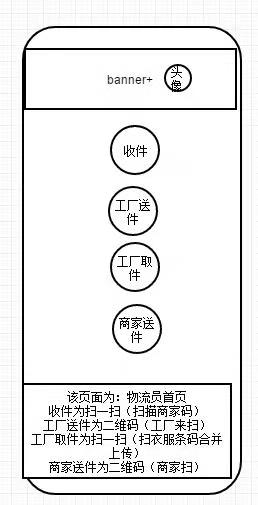 banner+
头
像
收件
工厂送
件
工厂取
件
商家送
件
该页面为：物流员首页
收件为扫一扫（扫描商家码）
工厂送件为二维码（工厂来扫）
工厂取件为扫一扫（扫衣服条码合并
上传）
商家送件为二维码（商家扫）